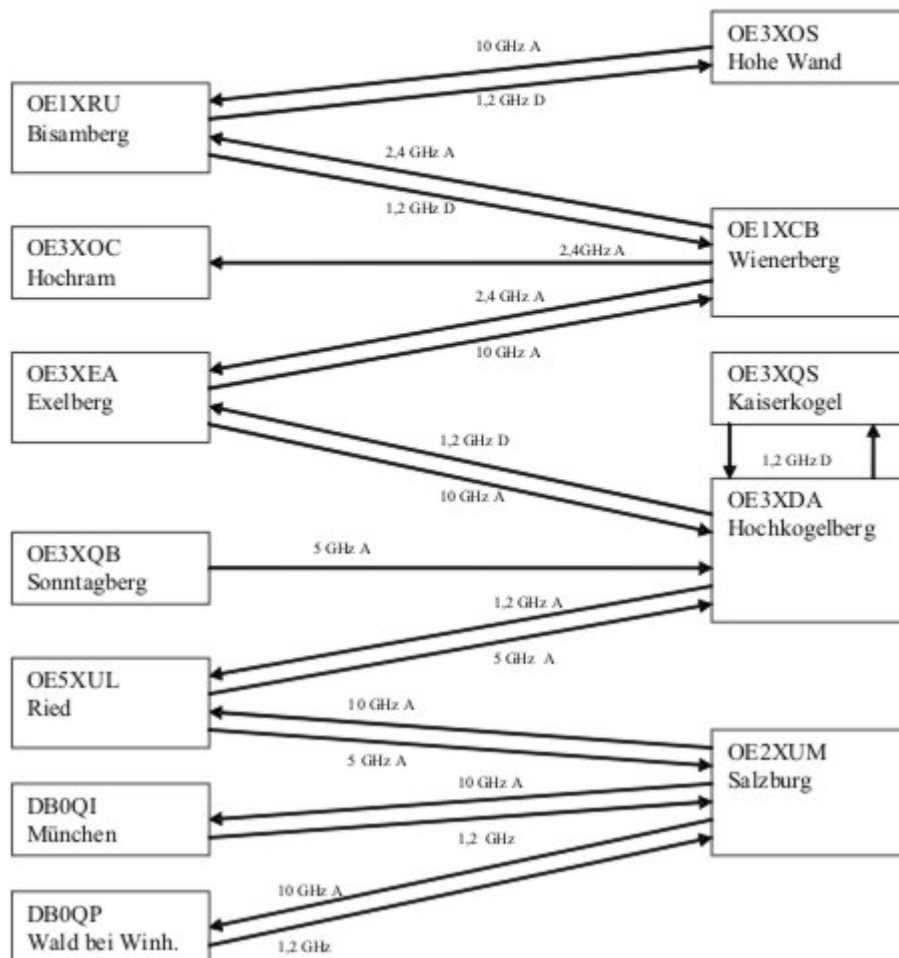 OE3XOS
Hohe Wand
10 GHz A
1,2 GHz D
OE1XRU
Bisamberg
2,4 GHz A
1,2 GHz D
OE1XCB
Wienerberg
OE3XOC
Hochram
2,4GHz A
2,4 GHz A
10 GHz A
OE3XEA
Exelberg
OE3XQS
Kaiserkogel
1,2 GHz D
1,2 GHz D
10 GHz A
OE3XDA
Hochkogelberg
OE3XQB
Sonntagberg
5 GHz A
1,2 GHz A
5 GHz A
OE5XUL
Ried
10 GHz A
5 GHz A
OE2XUM
Salzburg
10 GHz A
DB0QI
München
1,2 GHz
10 GHz A
DB0QP
Wald bei Winh.
1,2 GHz